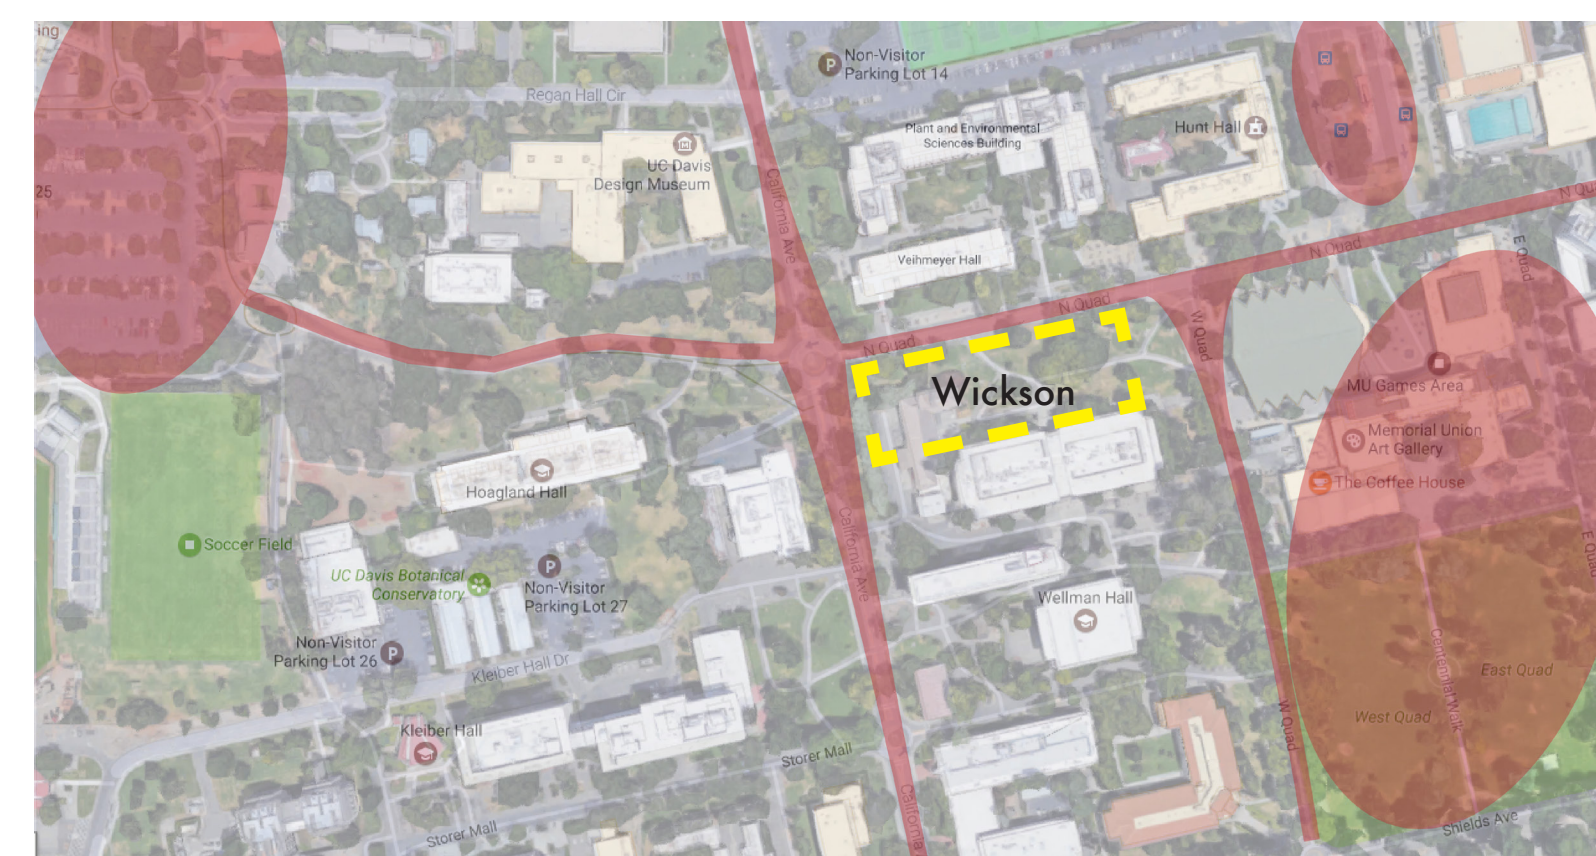 ing
Non-Visitor
Parking Lot 14
Regan Hall Cir
Plant and Environmental
Sciences Building
Hunt Hall
UC Davis
Design Museum
25
California Ave
N Qu
N Quad
E Quad
Veihmeyer Hall
N Quad
W Quad
N Quad
Wickson
MU Games Area
Memorial Union
Art Gallery
The Coffee House
Hoagland Hall
California Ave
E Quad
Soccer Field
UC Davis Botanical
Conservatory
Non-Visitor
Parking Lot 27
Wellman Hall
Non-Visitor
Parking Lot 26
Kleiber Hall Dr
Centennial Walk
East Quad
West Quad
W Quad
Kleiber Hall
Storer Mall
California
Storer Mall
Shields Ave
P
P
P